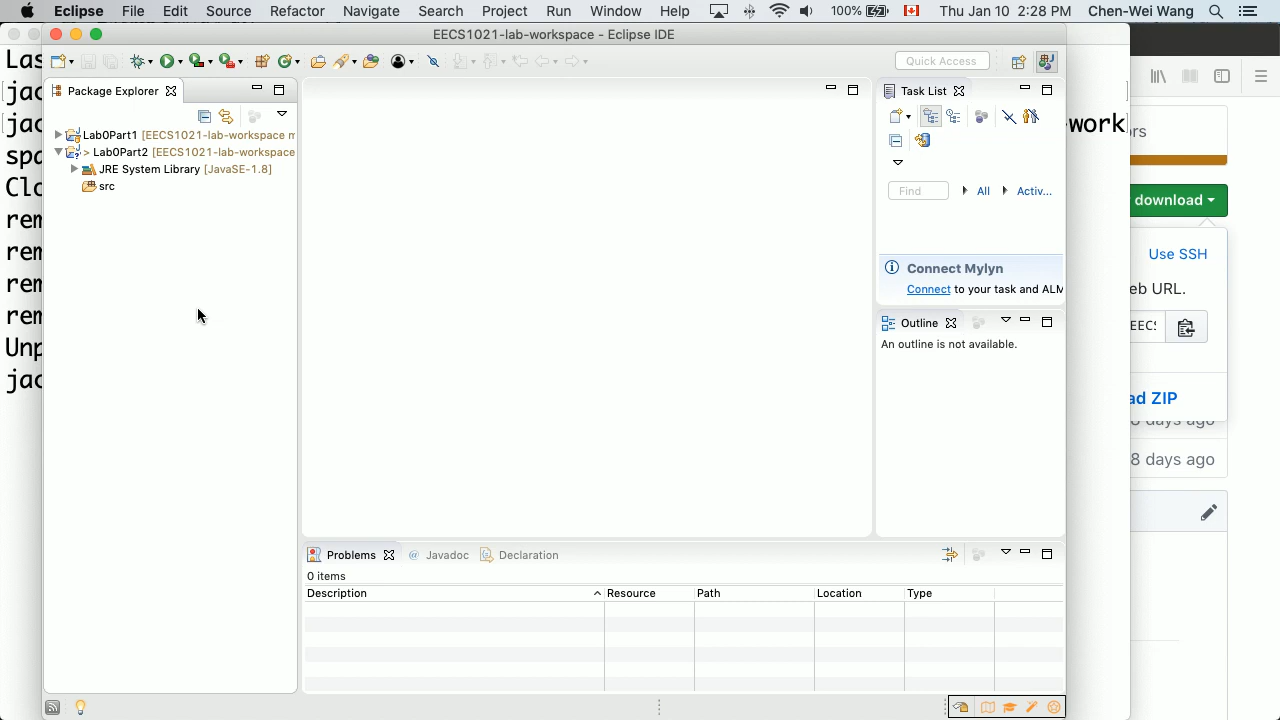 Eclipse File Edit Source Refactor Navigate Search Project Run Window Help 100% Thu Jan 10 2:28 PM Chen-Wei Wang
EECS1021-lab-workspace - Eclipse IDE
Quick Access
Package Explorer
Task List
Lab0Part1 [EECS1021-lab-workspace m
> Lab0Part2 [EECS1021-lab-workspace
JRE System Library [JavaSE-1.8]
src
Find All Activ...
Connect Mylyn
Connect to your task and ALM
Outline
An outline is not available.
Problems @ Javadoc Declaration
0 items
Description Resource Path Location Type
Las
jac
jac
spa
Clo
rem
rem
rem
rem
Unp
jac
-work
ors
download
Use SSH
eb URL.
EECS
ad ZIP
8 days ago
8 days ago